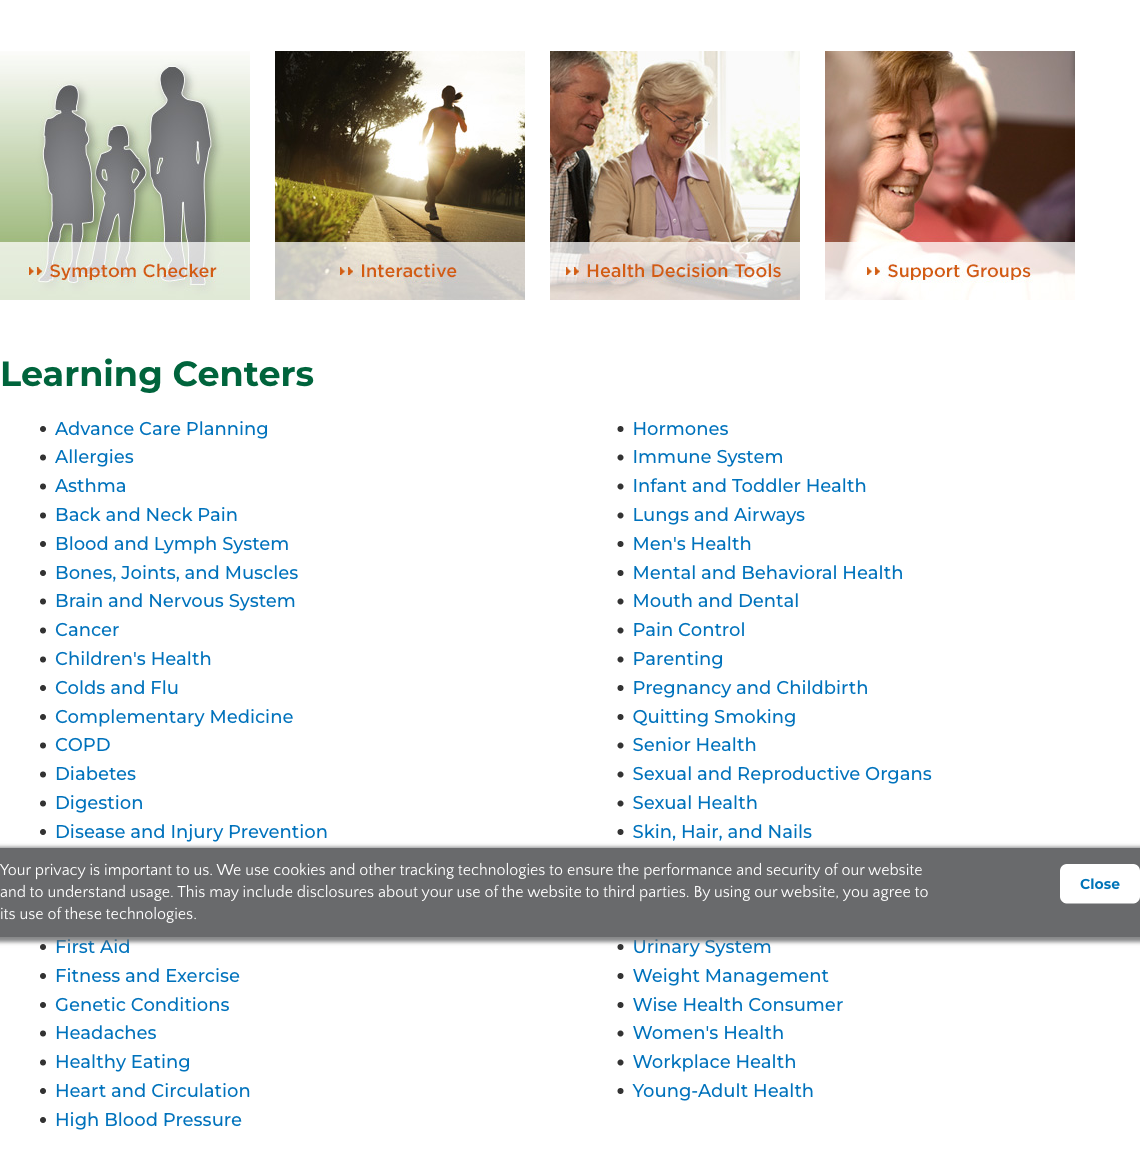 Symptom Checker
Interactive
Health Decision Tools
Support Groups
Learning Centers
Advance Care Planning
Allergies
Asthma
Back and Neck Pain
Blood and Lymph System
Bones, Joints, and Muscles
Brain and Nervous System
Cancer
Children's Health
Colds and Flu
Complementary Medicine
COPD
Diabetes
Digestion
Disease and Injury Prevention
Hormones
Immune System
Infant and Toddler Health
Lungs and Airways
Men's Health
Mental and Behavioral Health
Mouth and Dental
Pain Control
Parenting
Pregnancy and Childbirth
Quitting Smoking
Senior Health
Sexual and Reproductive Organs
Sexual Health
Skin, Hair, and Nails
Your privacy is important to us. We use cookies and other tracking technologies to ensure the performance and security of our website
and to understand usage. This may include disclosures about your use of the website to third parties. By using our website, you agree to
its use of these technologies.
Close
First Aid
Fitness and Exercise
Genetic Conditions
Headaches
Healthy Eating
Heart and Circulation
High Blood Pressure
Urinary System
Weight Management
Wise Health Consumer
Women's Health
Workplace Health
Young-Adult Health